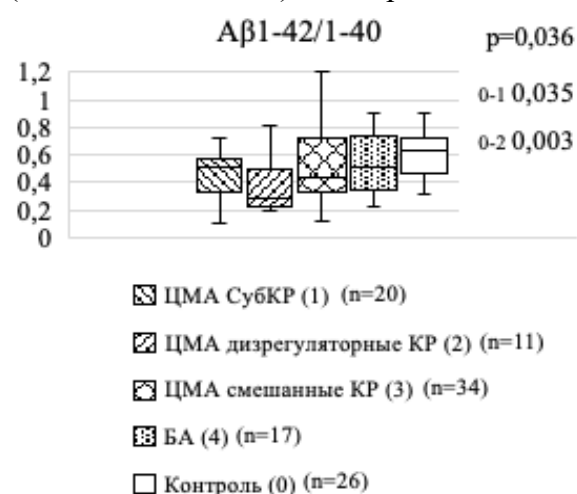 Аβ1-42/1-40
р=0,036
1,2
1
0,8
0,6
0,4
0,2
0
0-1 0,035
0-2 0,003
ЦМА СубКР (1) (n=20)
ЦМА дизрегуляторные КР (2) (n=11)
ЦМА смешанные КР (3) (n=34)
БА (4) (n=17)
Контроль (0) (n=26)